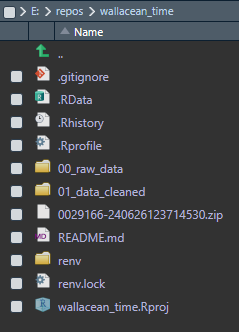 E: repos wallacean_time
Name
..
.gitignore
.RData
.Rhistory
.Rprofile
00_raw_data
01_data_cleaned
0029166-240626123714530.zip
README.md
renv
renv.lock
wallacean_time.Rproj